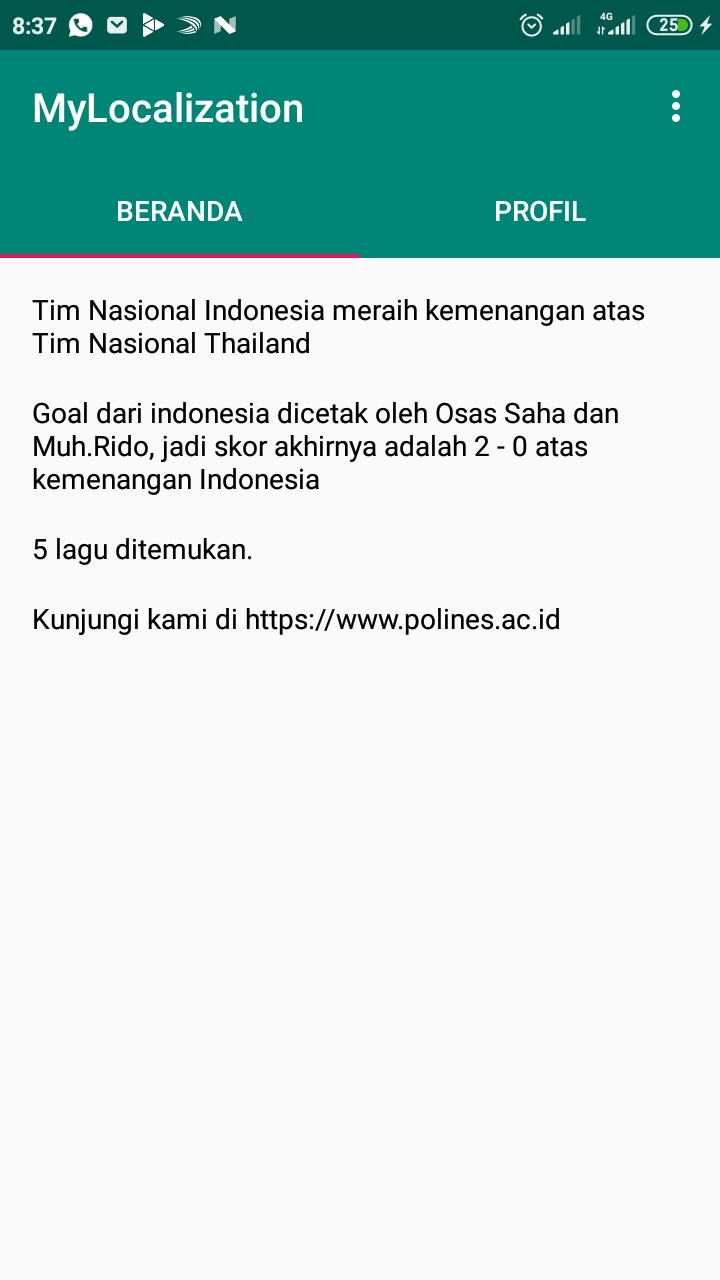 8:37
4G
25
MyLocalization
BERANDA
PROFIL
Tim Nasional Indonesia meraih kemenangan atas
Tim Nasional Thailand
Goal dari indonesia dicetak oleh Osas Saha dan
Muh.Rido, jadi skor akhirnya adalah 2 - 0 atas
kemenangan Indonesia
5 lagu ditemukan.
Kunjungi kami di https://www.polines.ac.id